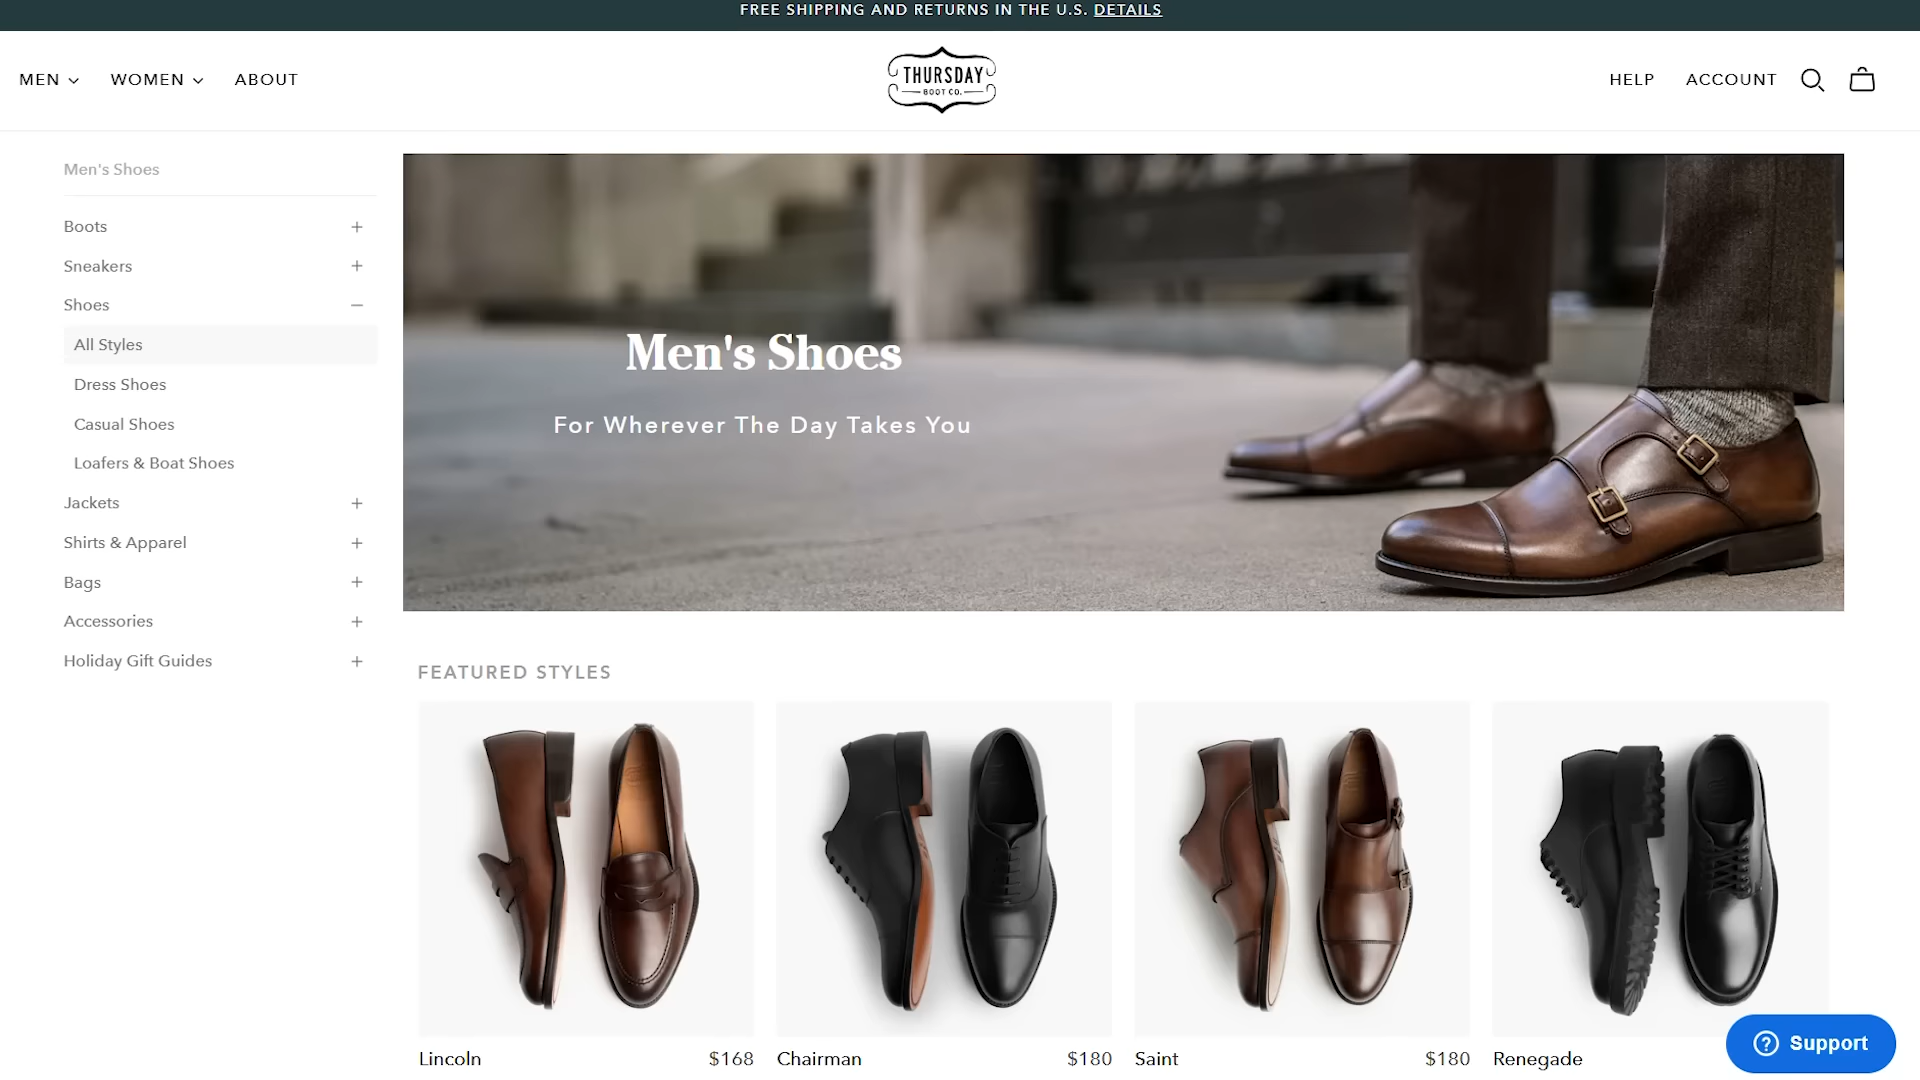 FREE SHIPPING AND RETURNS IN THE U.S. DETAILS
MEN
WOMEN
ABOUT
THURSDAY
BOOT CO.
HELP
ACCOUNT
Men's Shoes
Boots
Sneakers
Shoes
All Styles
Dress Shoes
Casual Shoes
Loafers & Boat Shoes
Jackets
Shirts & Apparel
Bags
Accessories
Holiday Gift Guides
Men's Shoes
For Wherever The Day Takes You
FEATURED STYLES
Lincoln $168
Chairman $180
Saint $180
Renegade
Support